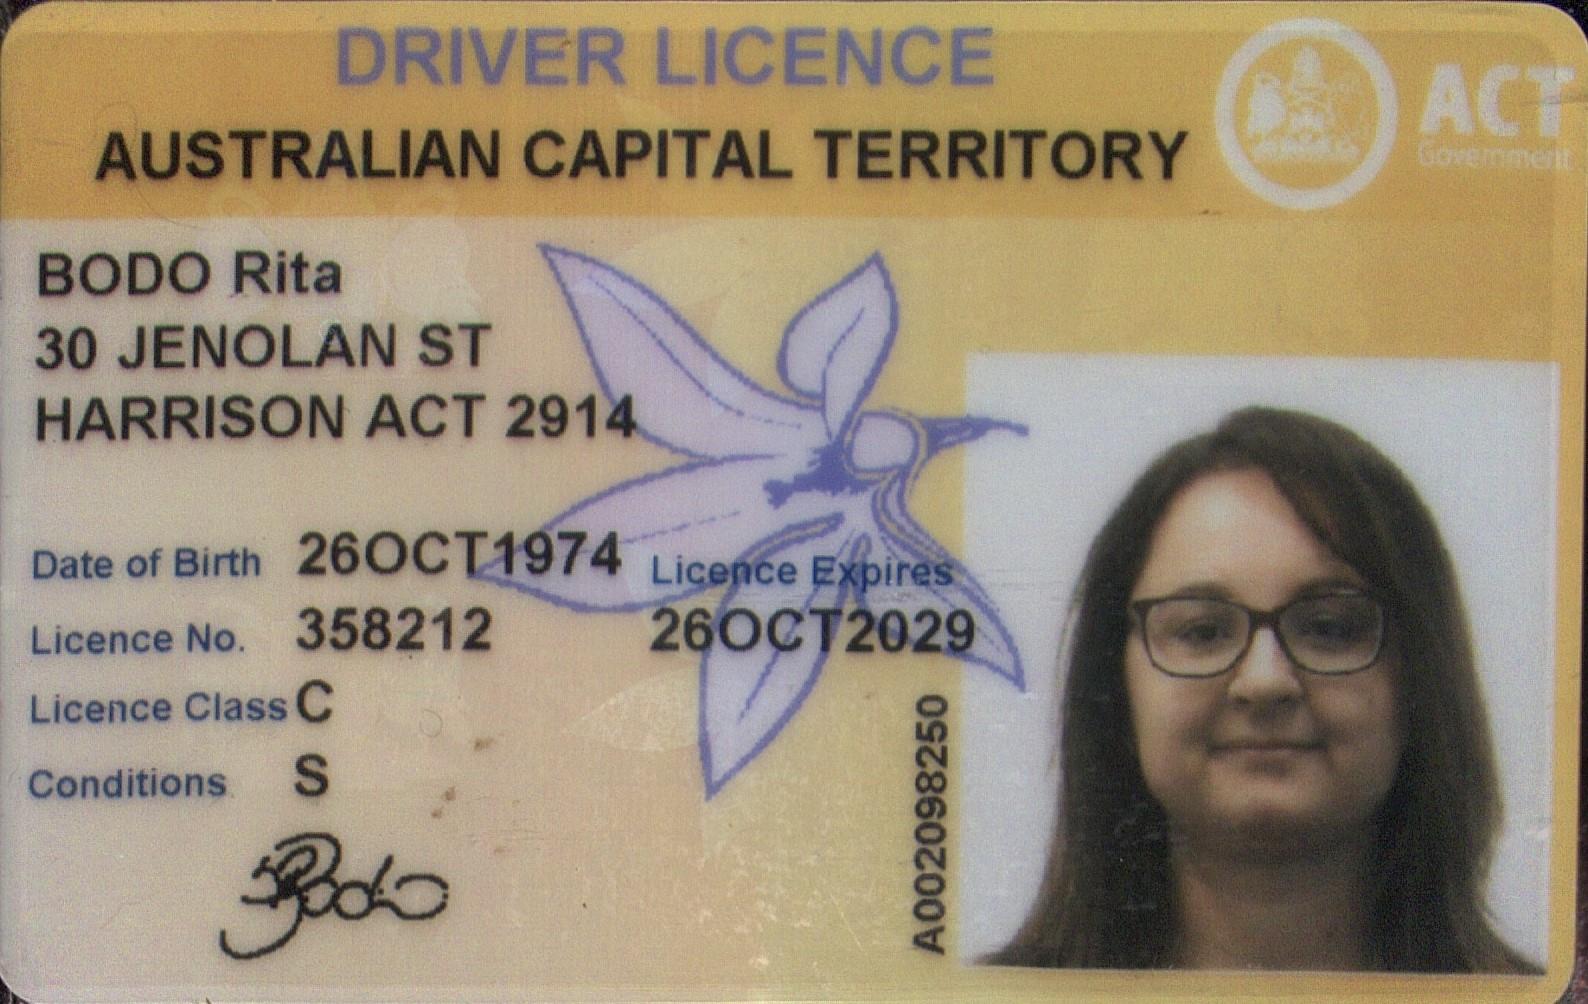 DRIVER LICENCE
AUSTRALIAN CAPITAL TERRITORY
ACT
Government
BODO Rita
30 JENOLAN ST
HARRISON ACT 2914
Date of Birth 26OCT1974
Licence Expires
Licence No. 358212
26OCT2029
Licence Class C
Conditions S
Bodo
A002098250